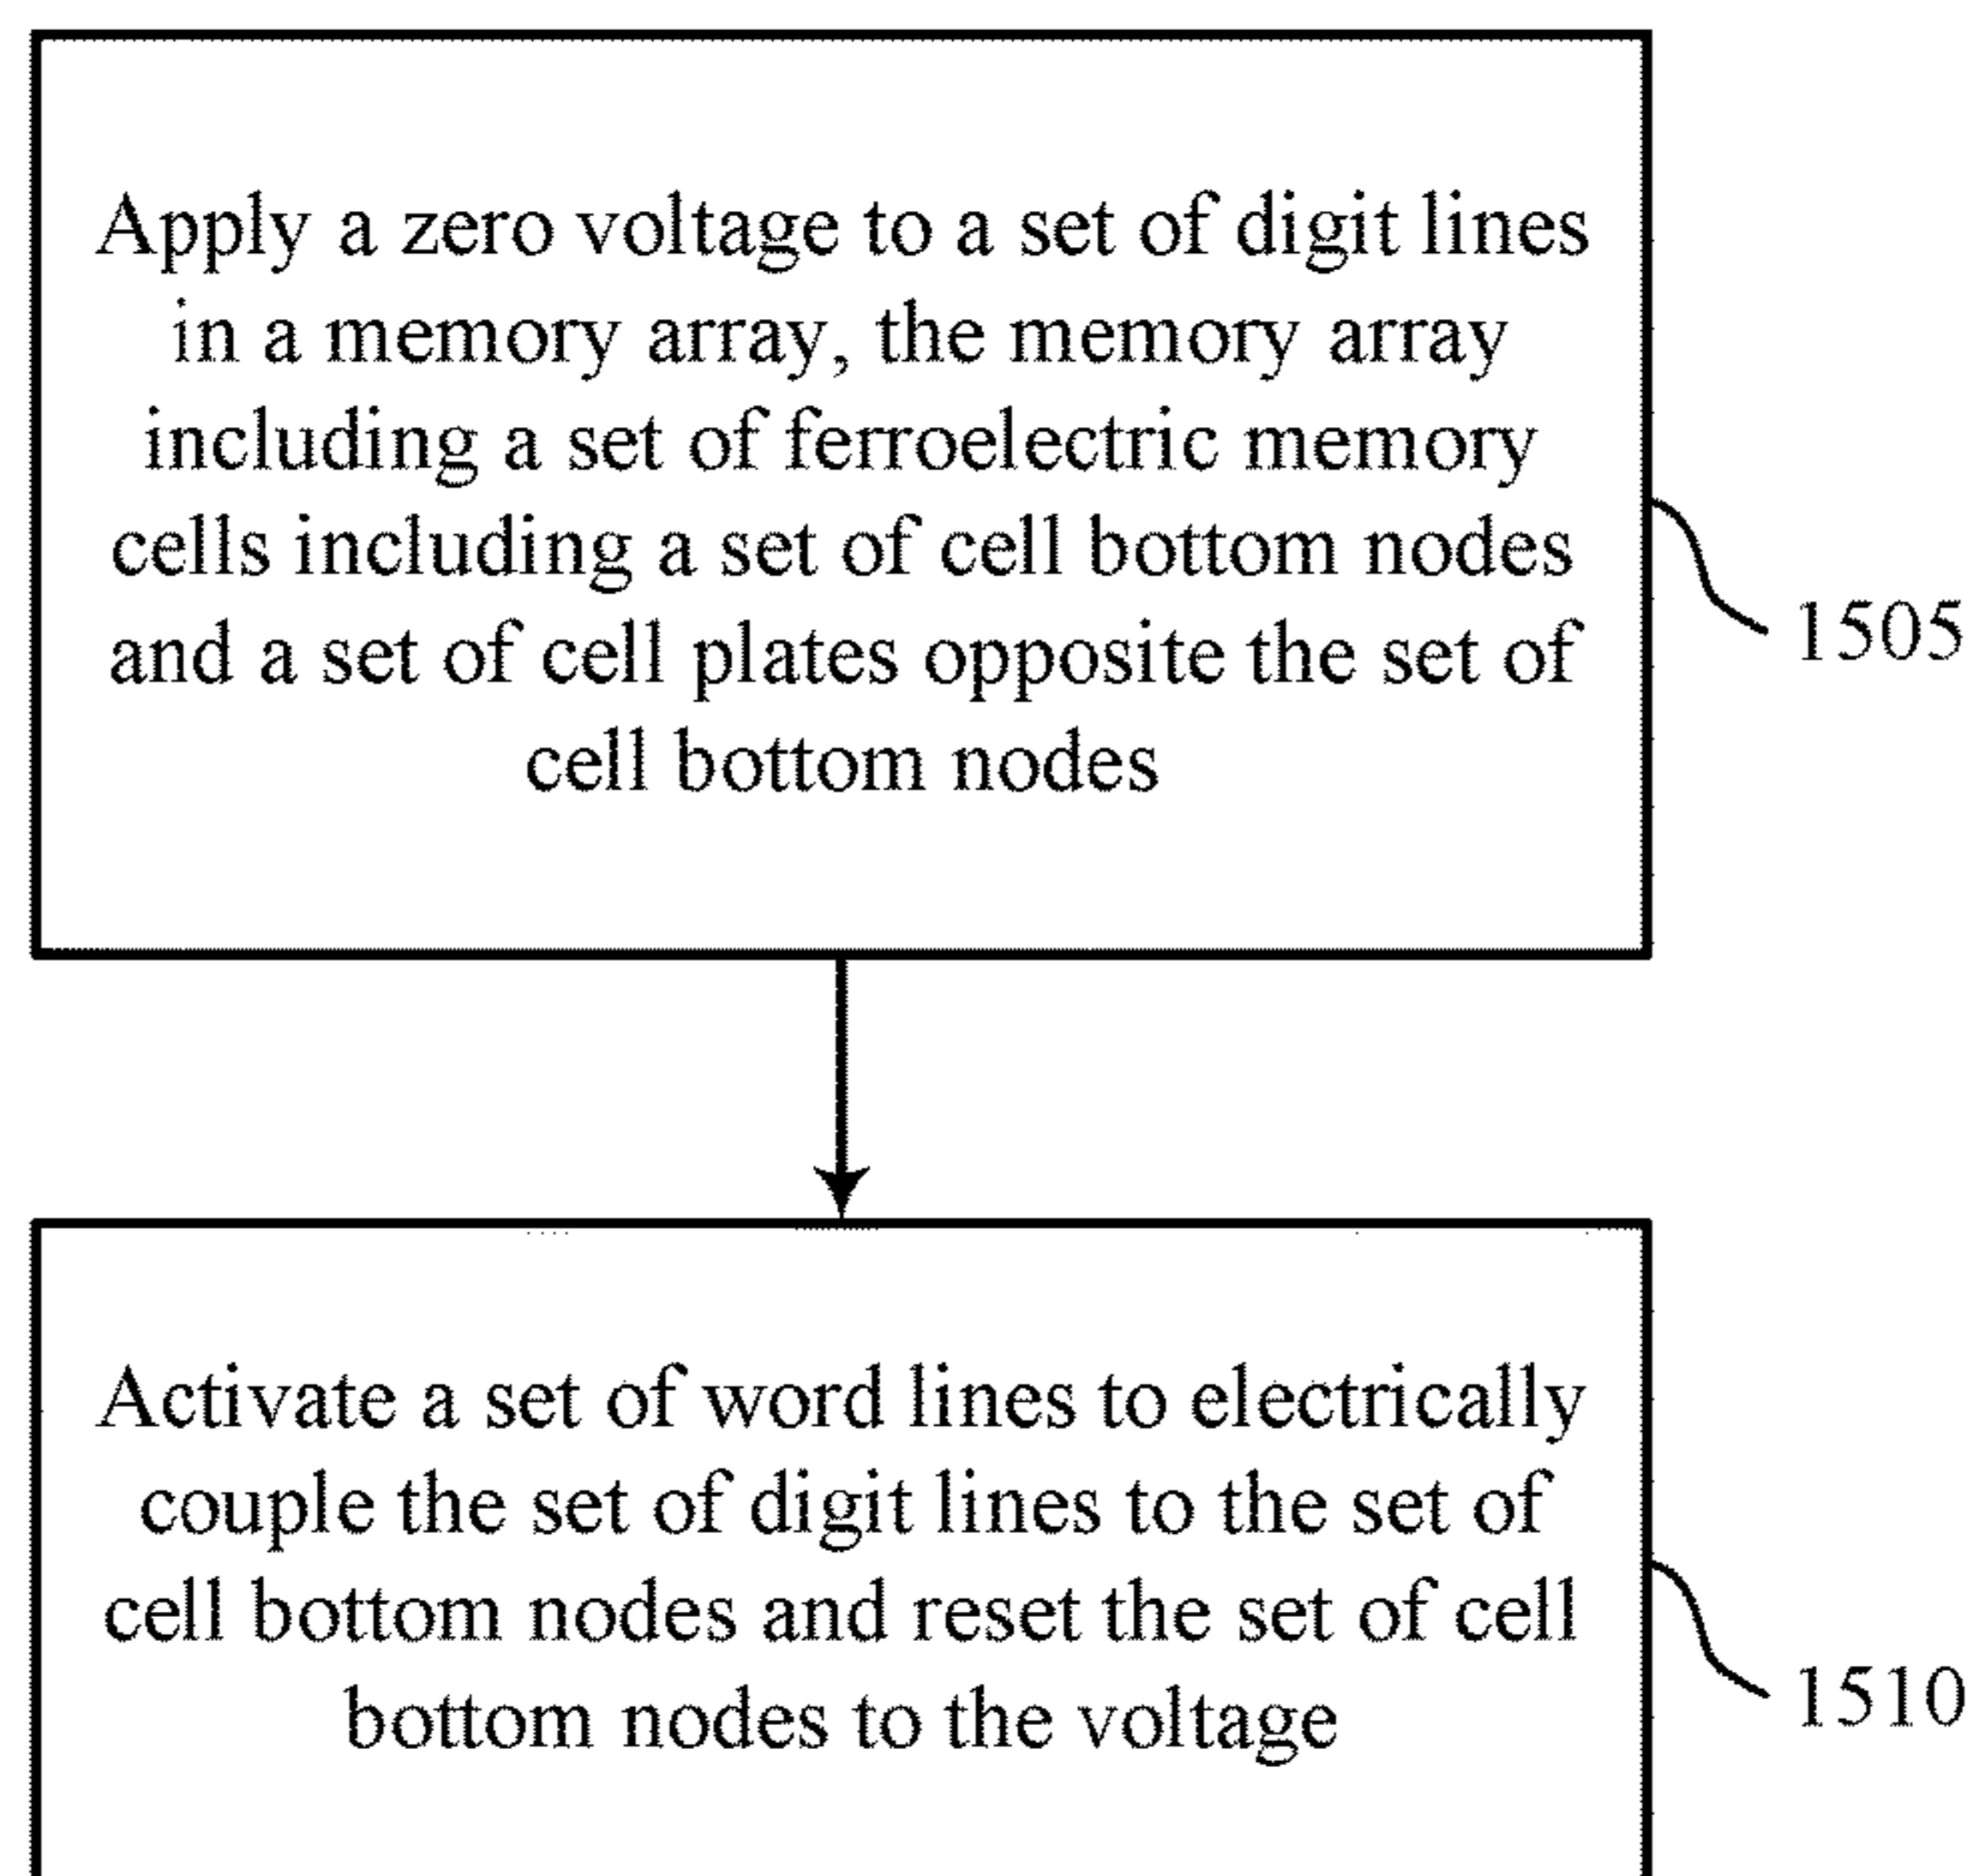 Apply a zero voltage to a set of digit lines
in a memory array, the memory array
including a set of ferroelectric memory
cells including a set of cell bottom nodes
and a set of cell plates opposite the set of
cell bottom nodes
1505
Activate a set of word lines to electrically
couple the set of digit lines to the set of
cell bottom nodes and reset the set of cell
bottom nodes to the voltage
1510